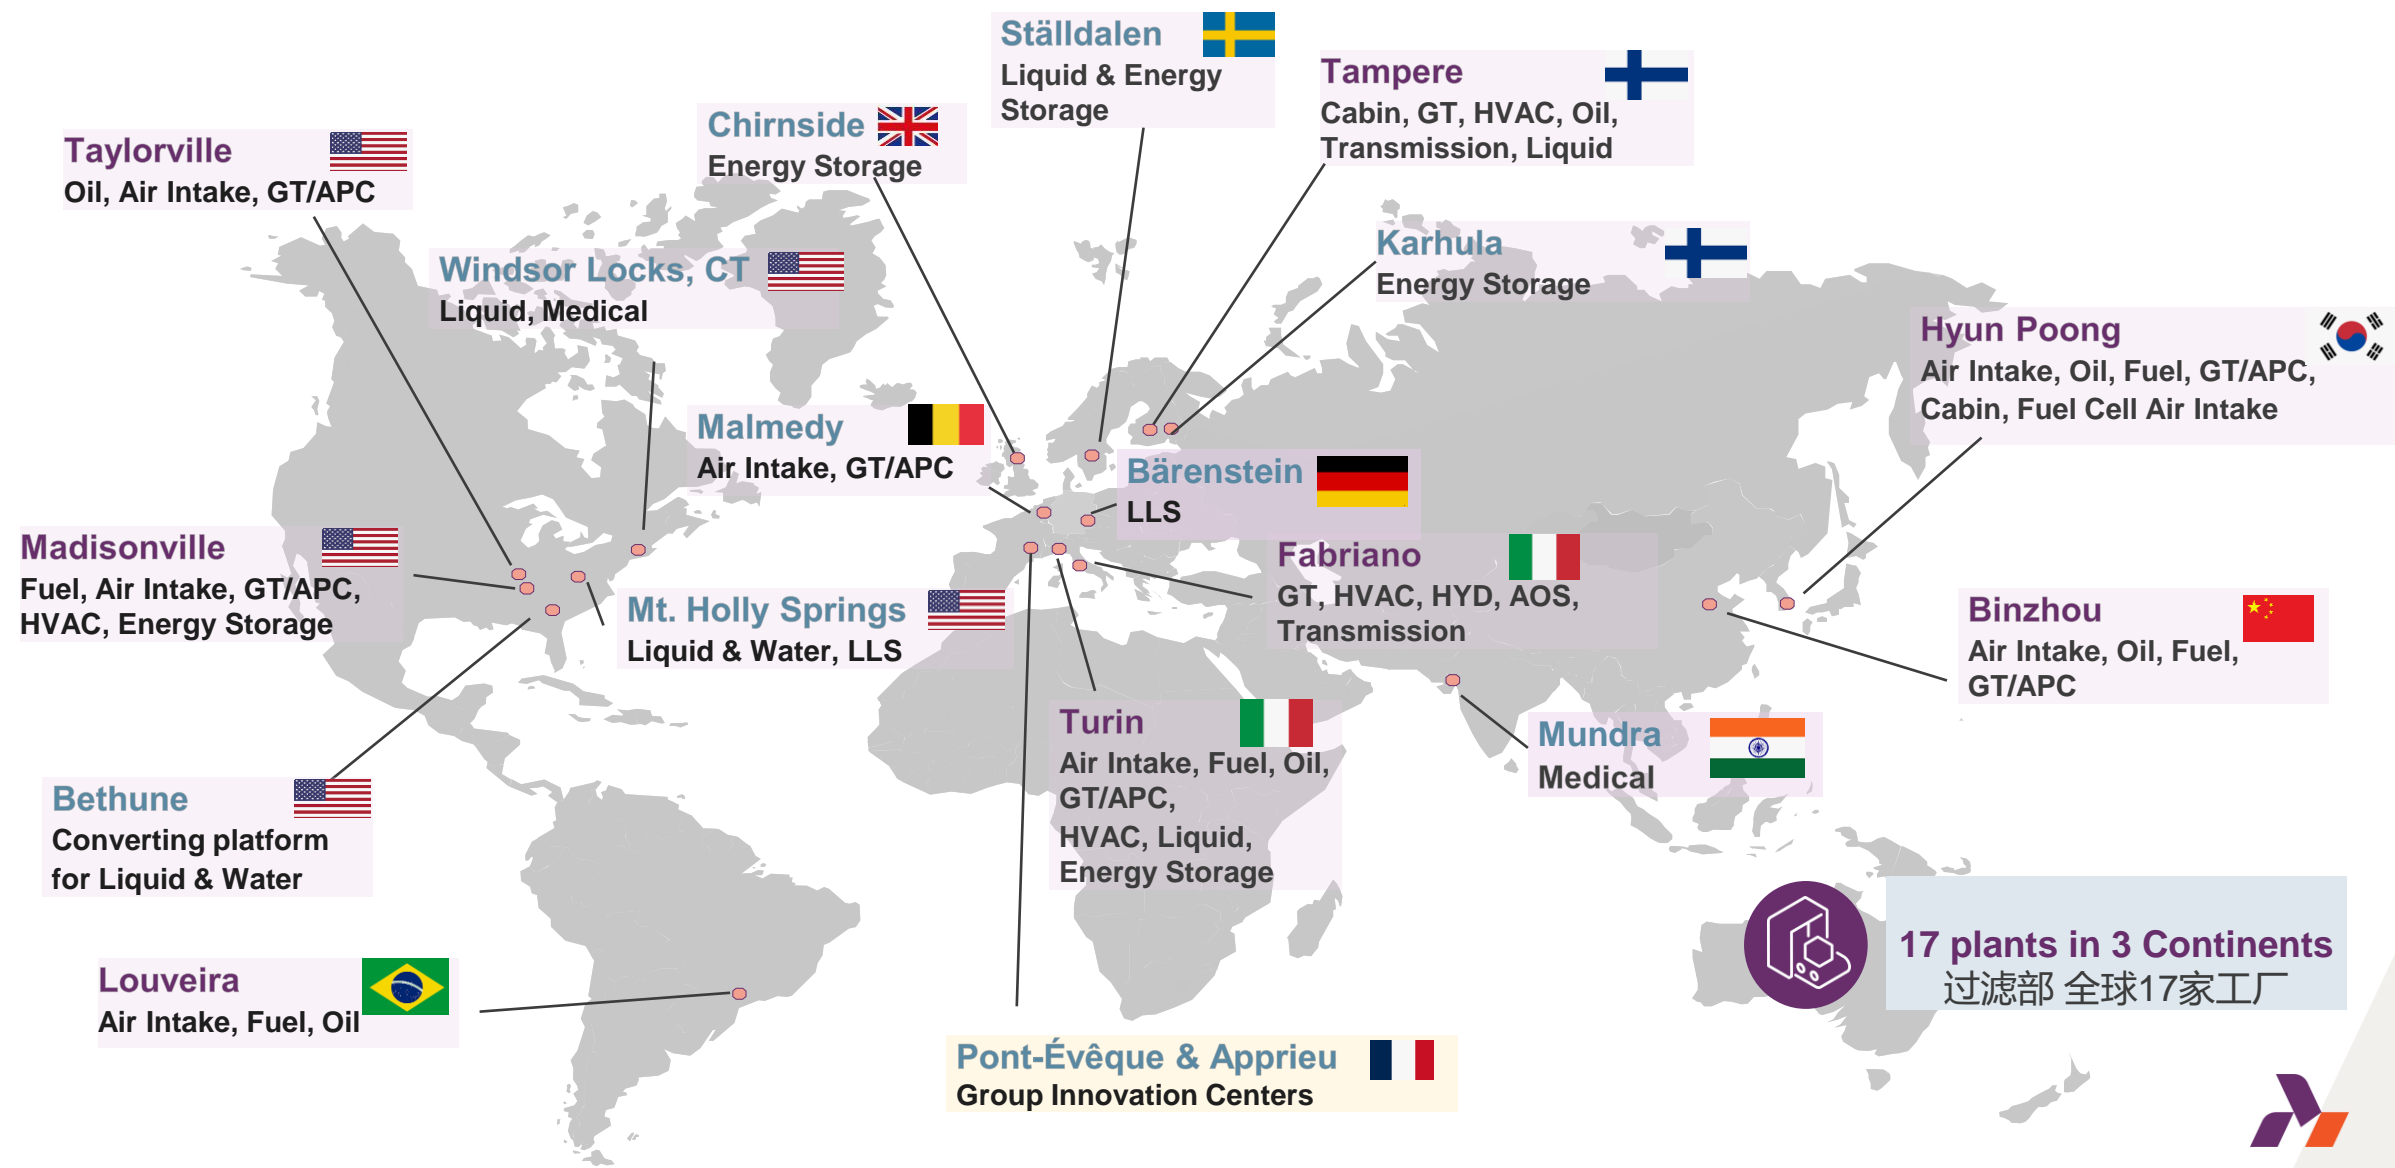 Ställdalen
Liquid & Energy
Storage
Tampere
Cabin, GT, HVAC, Oil,
Transmission, Liquid
Chirnside
Energy Storage
Taylorville
Oil, Air Intake, GT/APC
Windsor Locks, CT
Liquid, Medical
Karhula
Energy Storage
Hyun Poong
Air Intake, Oil, Fuel, GT/APC,
Cabin, Fuel Cell Air Intake
Malmedy
Air Intake, GT/APC
Bärenstein
LLS
Madisonville
Fuel, Air Intake, GT/APC,
HVAC, Energy Storage
Mt. Holly Springs
Liquid & Water, LLS
Fabriano
GT, HVAC, HYD, AOS,
Transmission
Binzhou
Air Intake, Oil, Fuel,
GT/APC
Turin
Air Intake, Fuel, Oil,
GT/APC,
HVAC, Liquid,
Energy Storage
Mundra
Medical
Bethune
Converting platform
for Liquid & Water
Louveira
Air Intake, Fuel, Oil
17 plants in 3 Continents
过滤部 全球17家工厂
Pont-Évêque & Apprieu
Group Innovation Centers